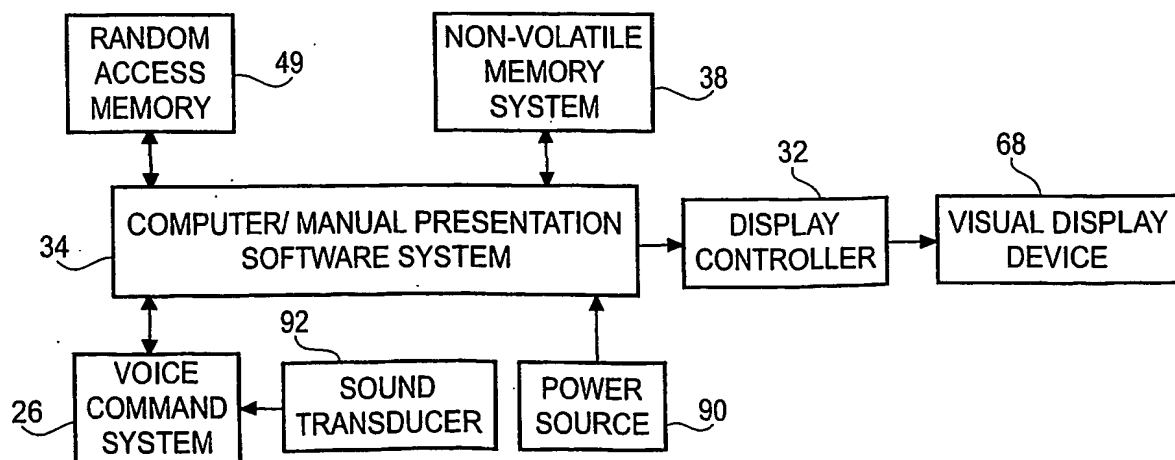 RANDOM
ACCESS
MEMORY
49
NON-VOLATILE
MEMORY
SYSTEM
38
COMPUTER/ MANUAL PRESENTATION
SOFTWARE SYSTEM
34
32
DISPLAY
CONTROLLER
68
VISUAL DISPLAY
DEVICE
VOICE
COMMAND
SYSTEM
26
92
SOUND
TRANSDUCER
POWER
SOURCE
90